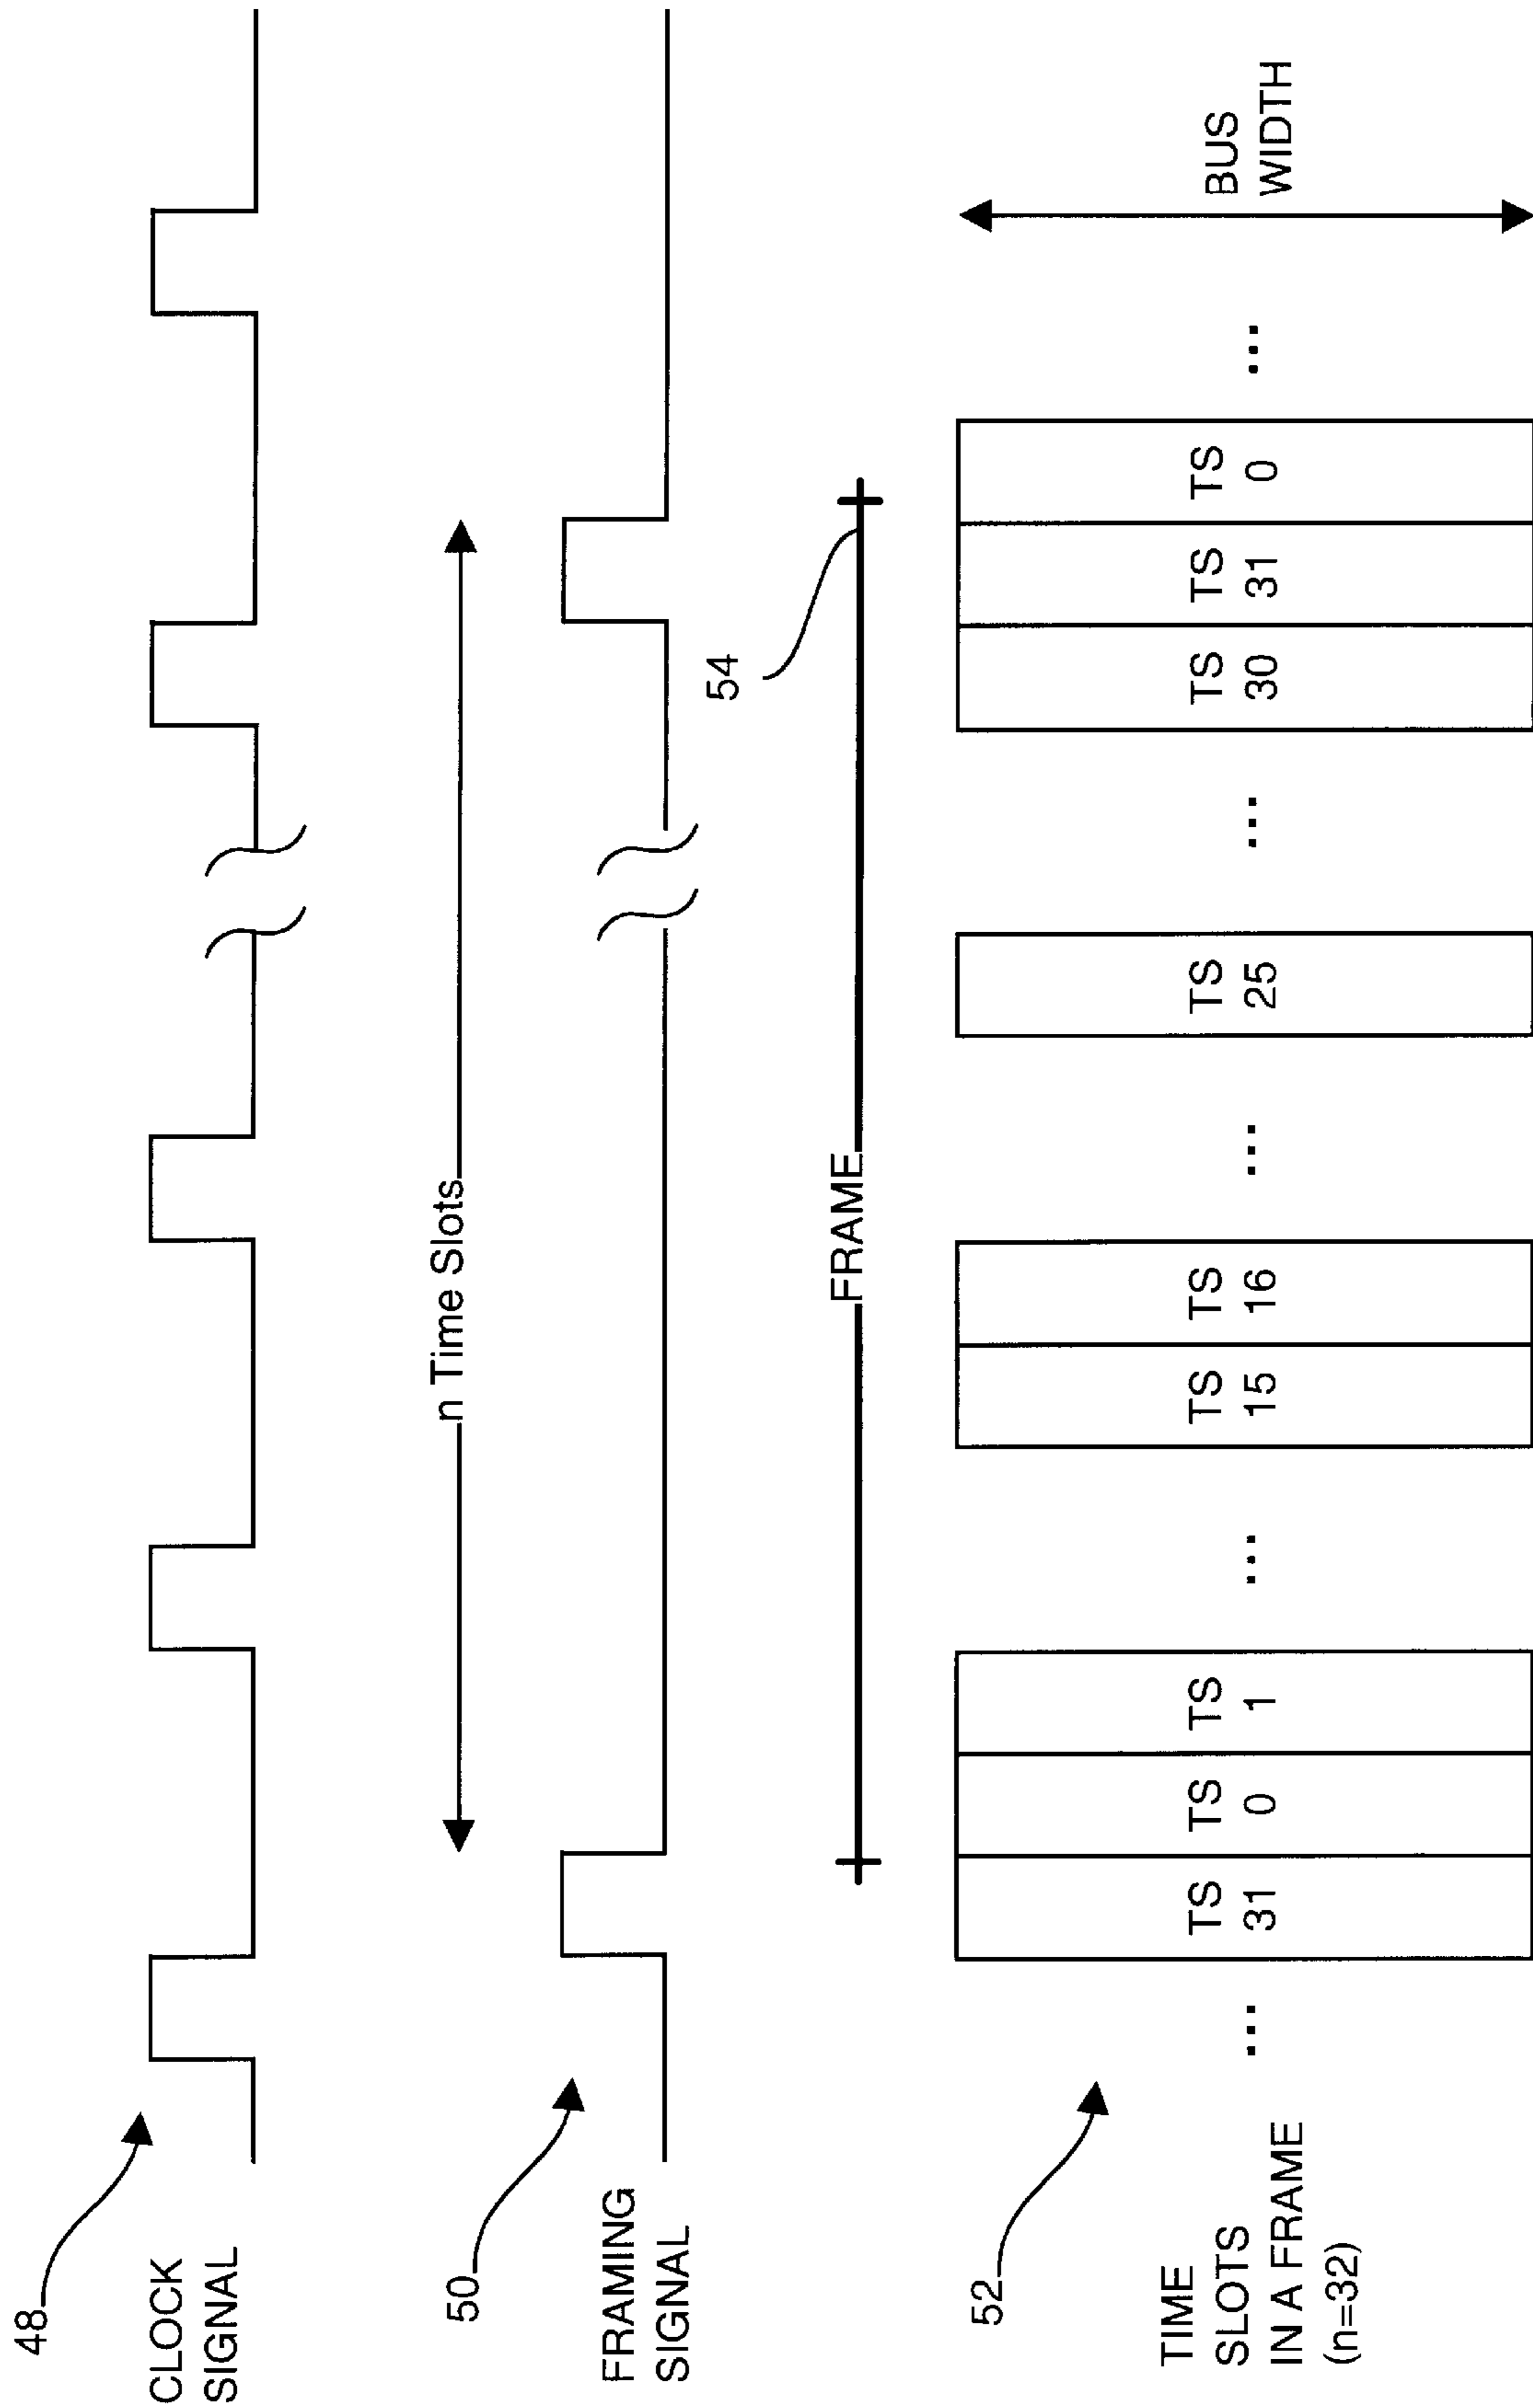 48
CLOCK
SIGNAL
n Time Slots
50
FRAMING
SIGNAL
54
FRAME
52
TIME
SLOTS
IN A FRAME
(n=32)
...
TS
31
TS
0
TS
1
...
TS
15
TS
16
...
TS
25
...
TS
30
TS
31
TS
0
...
BUS
WIDTH